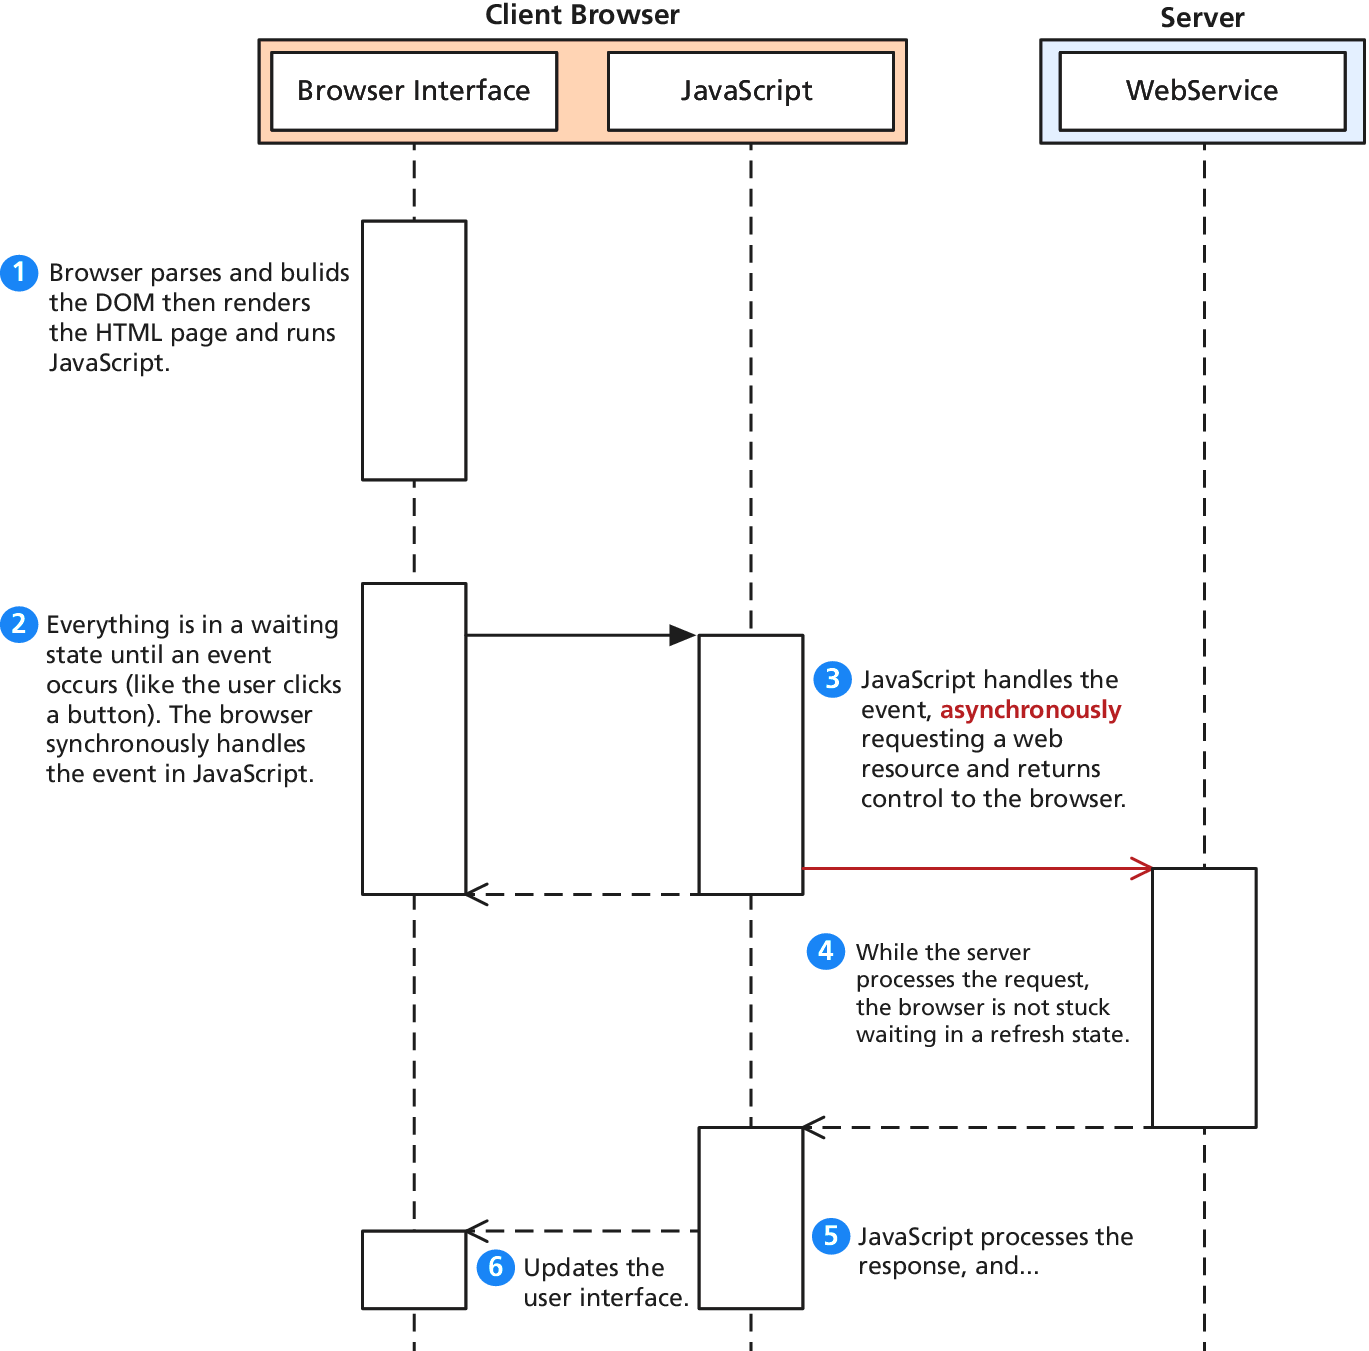 Client Browser
Server
Browser Interface
JavaScript
WebService
1
Browser parses and bulids
the DOM then renders
the HTML page and runs
JavaScript.
2
Everything is in a waiting
state until an event
occurs (like the user clicks
a button). The browser
synchronously handles
the event in JavaScript.
3
JavaScript handles the
event, asynchronously
requesting a web
resource and returns
control to the browser.
4
While the server
processes the request,
the browser is not stuck
waiting in a refresh state.
5
JavaScript processes the
response, and...
6
Updates the
user interface.